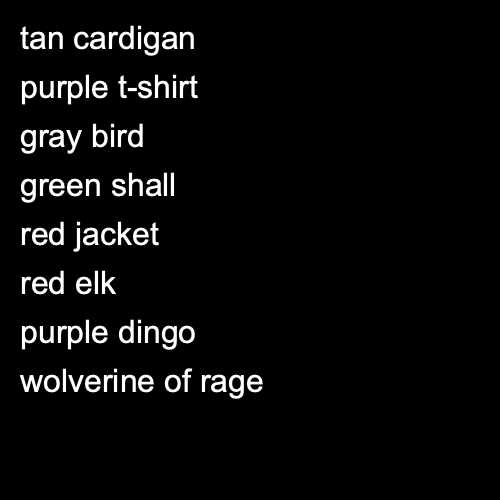 tan cardigan
purple t-shirt
gray bird
green shall
red jacket
red elk
purple dingo
wolverine of rage